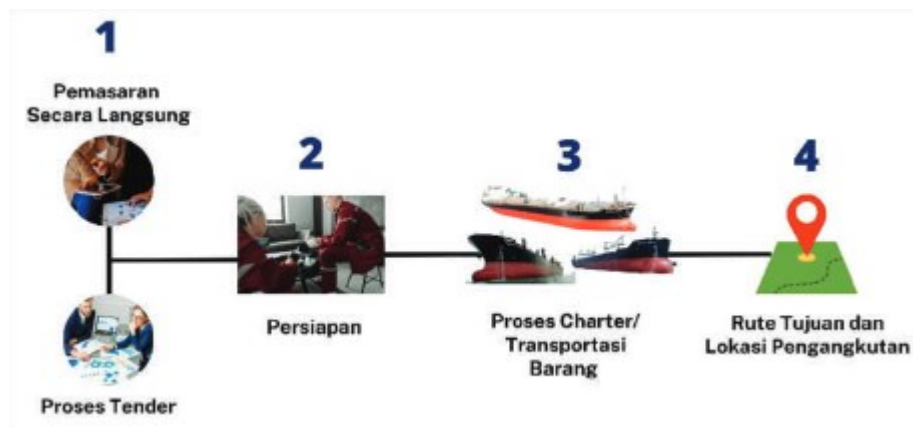 1
Pemasaran
Secara Langsung
Proses Tender
2
Persiapan
3
Proses Charter/
Transportasi
Barang
4
Rute Tujuan dan
Lokasi Pengangkutan